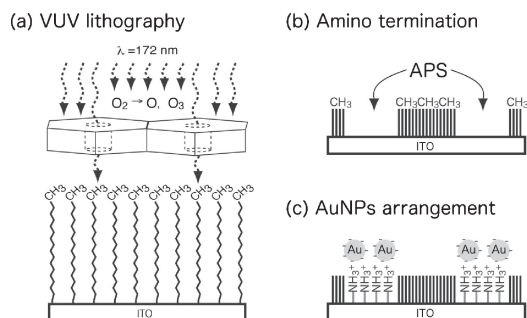 (a) VUV lithography
λ =172 nm
O₂ → O, O₃
CH3 CH3 CH3 CH3 CH3 CH3 CH3 CH3 CH3 CH3
ITO
(b) Amino termination
APS
CH₃ CH₃CH₃CH₃ CH₃
ITO
(c) AuNPs arrangement
Au Au Au Au
NH₃⁺ NH₃⁺ NH₃⁺ NH₃⁺ NH₃⁺ NH₃⁺ NH₃⁺ NH₃⁺
ITO